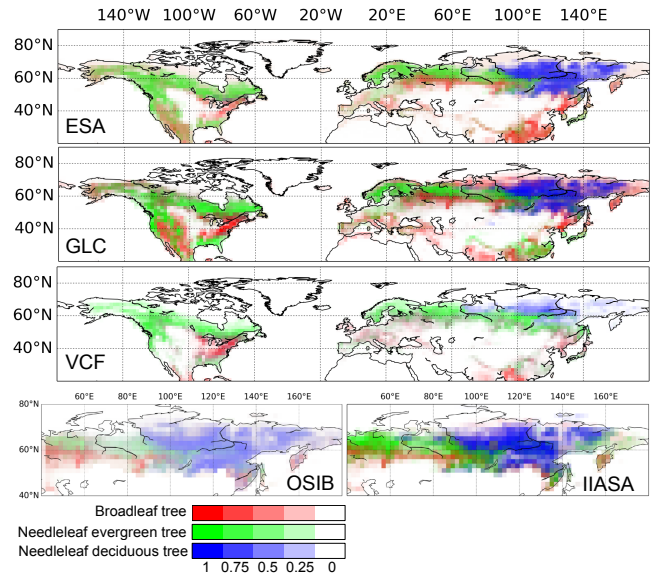 140°W 100°W 60°W 20°W 20°E 60°E 100°E 140°E
80°N
60°N
40°N
ESA
80°N
60°N
40°N
GLC
80°N
60°N
40°N
VCF
60°E 80°E 100°E 120°E 140°E 160°E 60°E 80°E 100°E 120°E 140°E 160°E
80°N
60°N
40°N
OSIB IIASA
Broadleaf tree
Needleleaf evergreen tree
Needleleaf deciduous tree
1 0.75 0.5 0.25 0